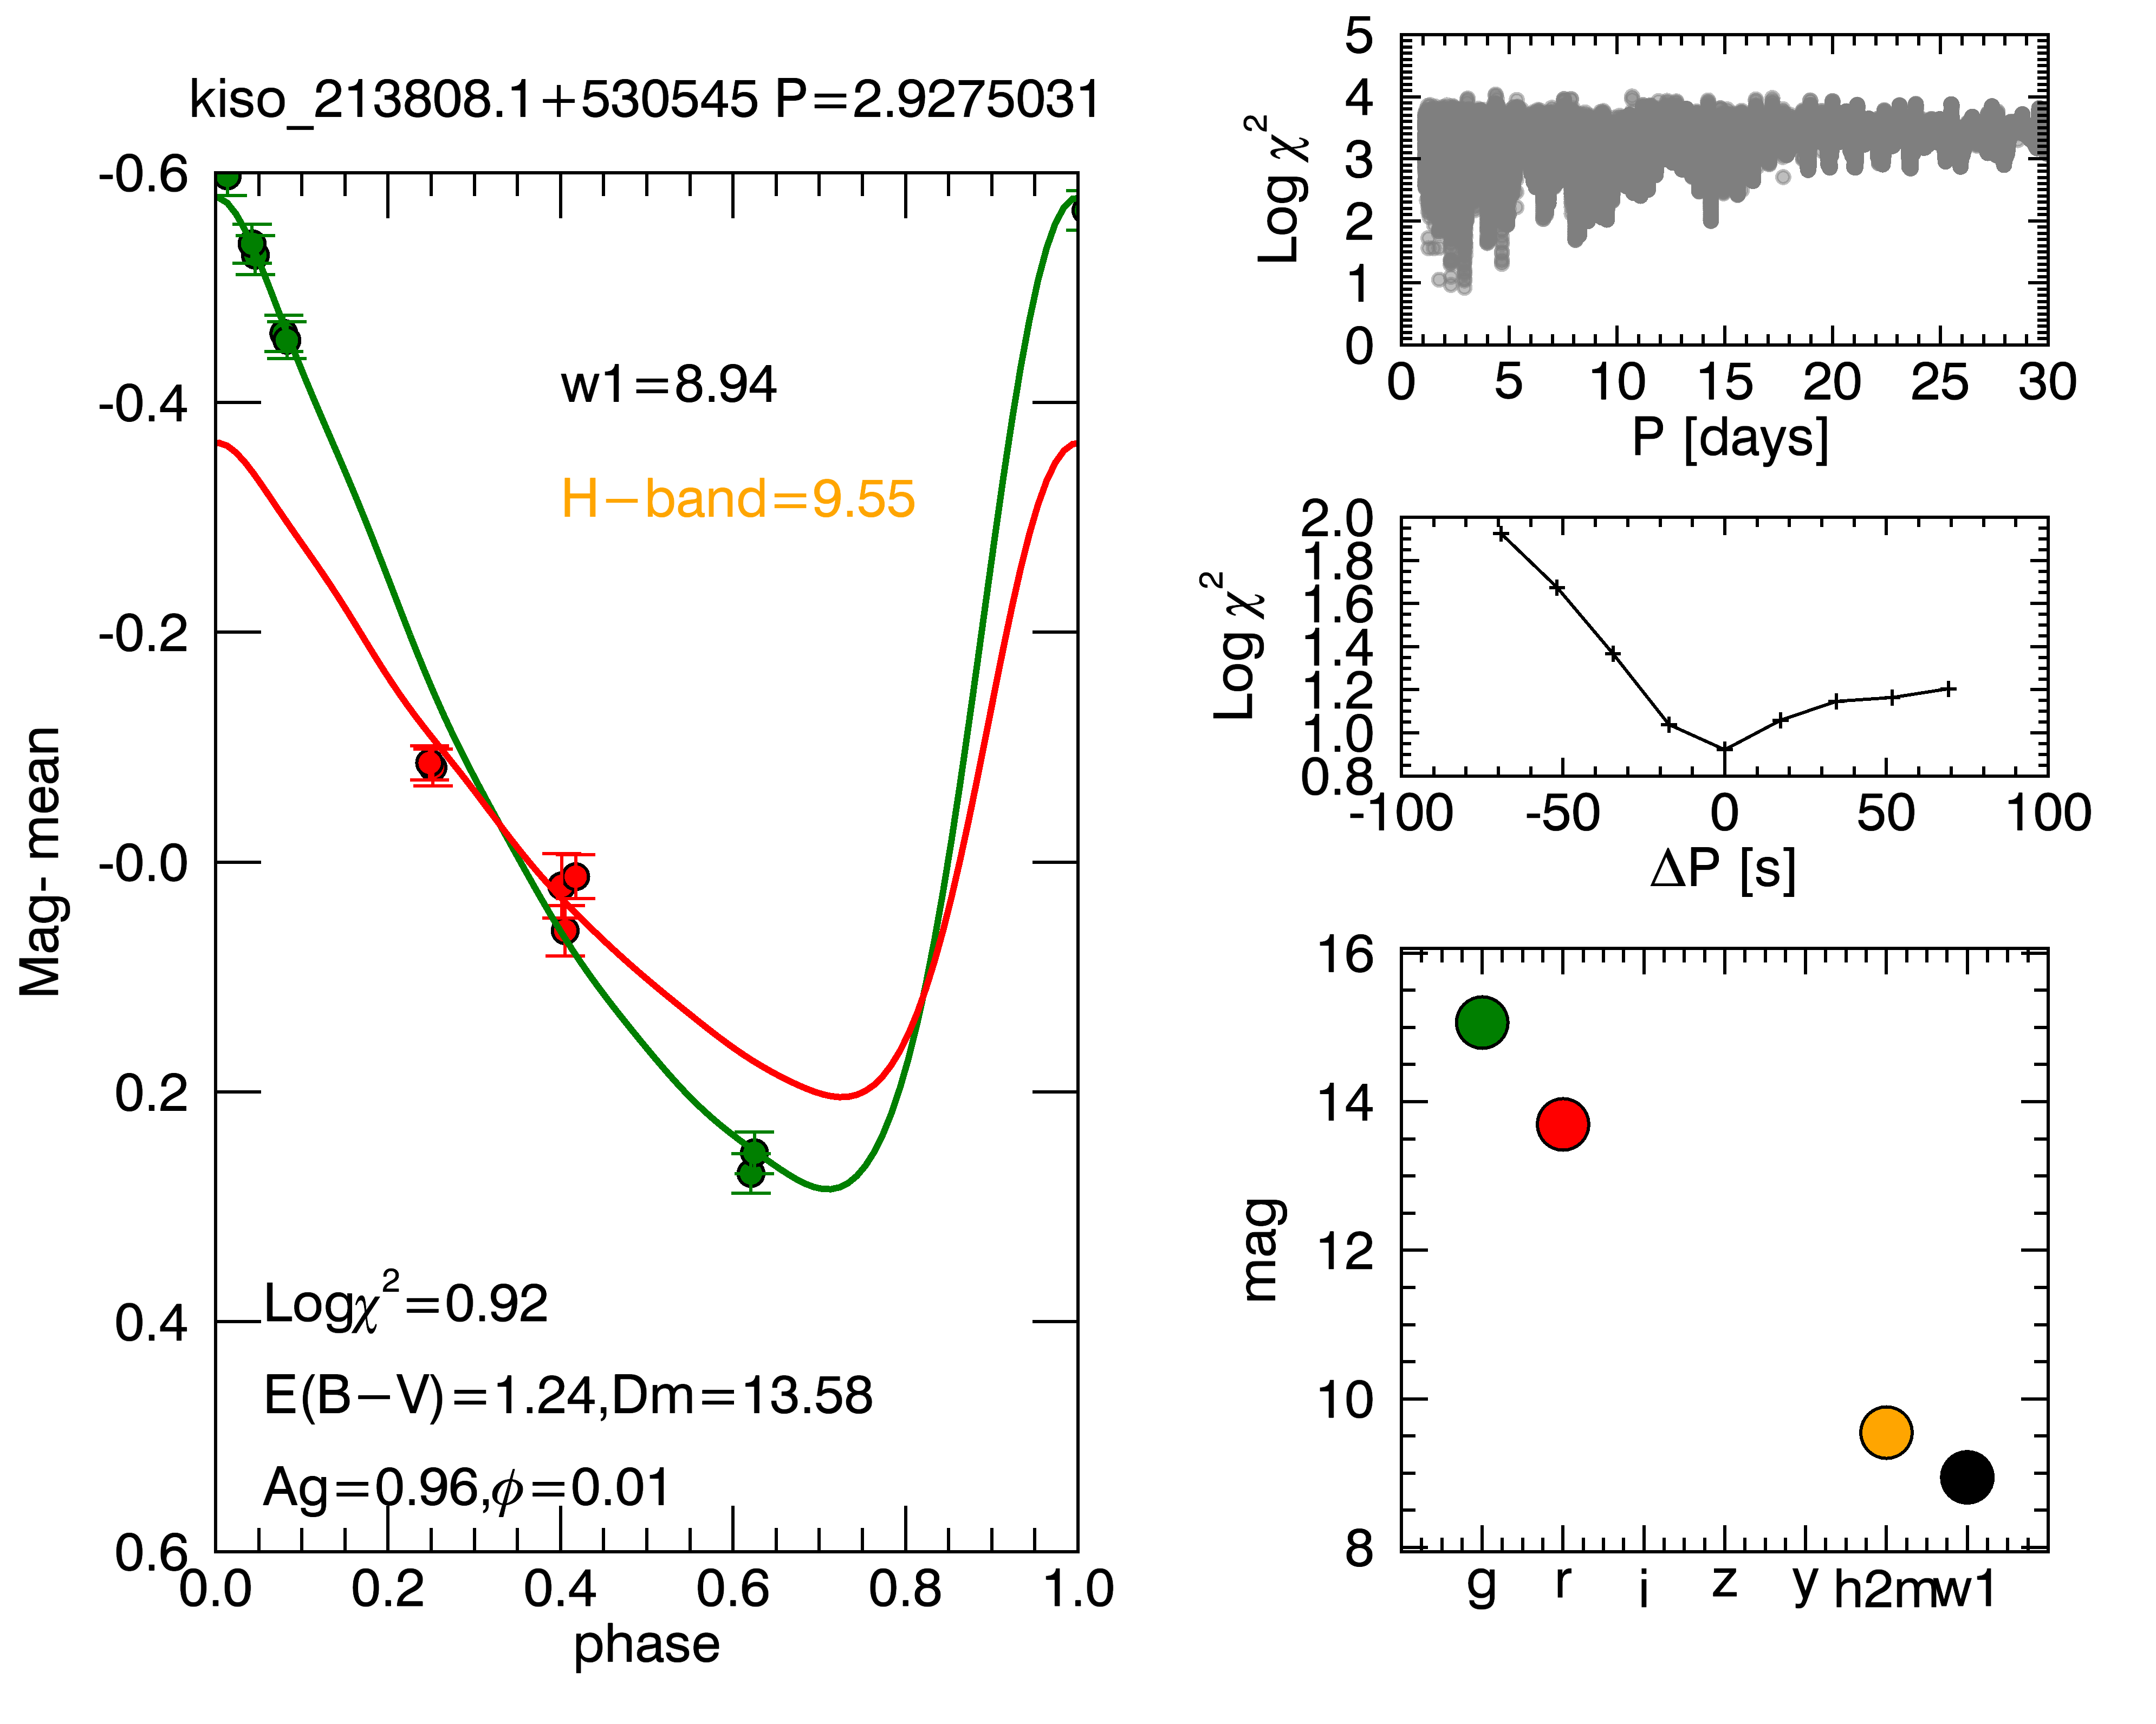 kiso_213808.1+530545 P=2.9275031
-0.6
-0.4
-0.2
-0.0
0.2
0.4
0.6
Mag- mean
w1=8.94
H−band=9.55
Logχ²=0.92
E(B−V)=1.24,Dm=13.58
Ag=0.96,ϕ=0.01
0.0 0.2 0.4 0.6 0.8 1.0
phase
5
4
3
2
1
0
Log χ²
0 5 10 15 20 25 30
P [days]
2.0
1.8
1.6
1.4
1.2
1.0
0.8
Log χ²
-100 -50 0 50 100
ΔP [s]
16
14
12
10
8
mag
g r i z y h2m w1